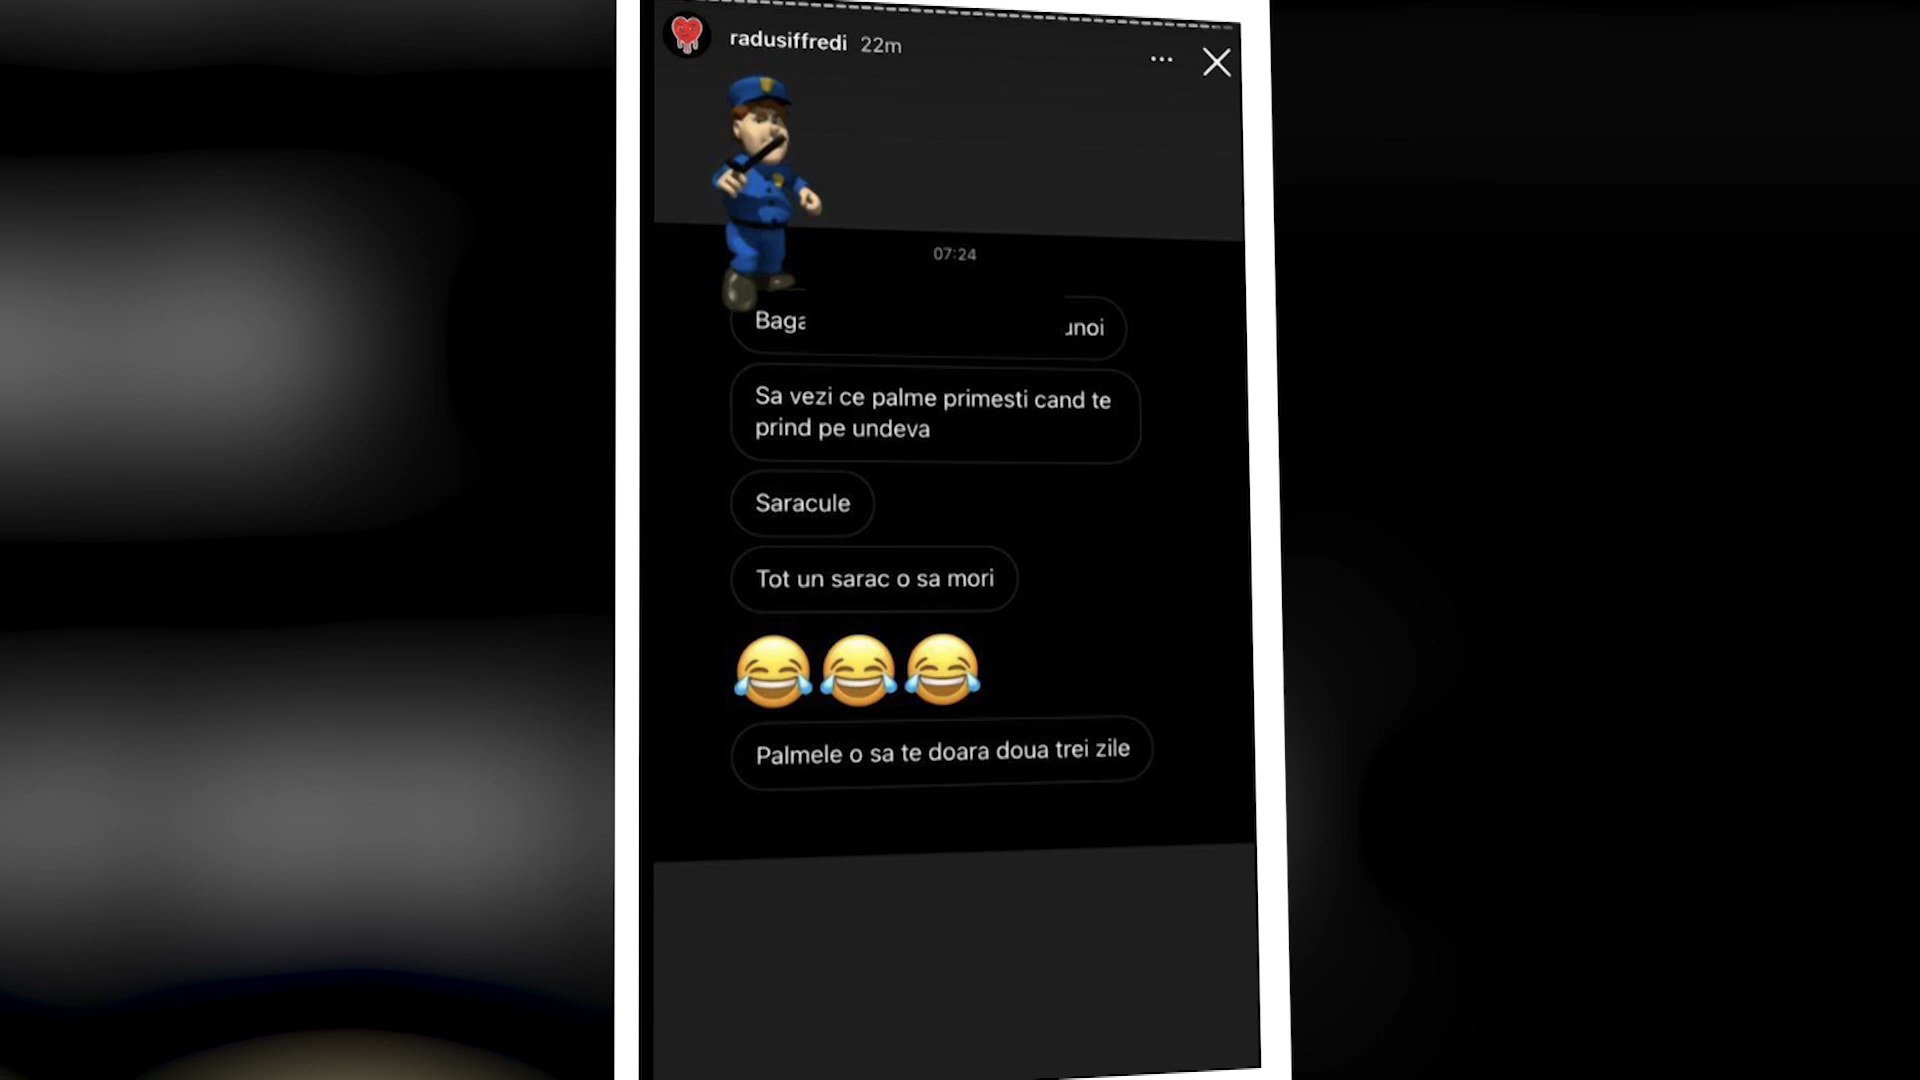 radusiffredi 22m
07:24
Sa vezi ce palme primesti cand te
prind pe undeva
Saracule
Tot un sarac o sa mori
😂😂😂
Palmele o sa te doara doua trei zile